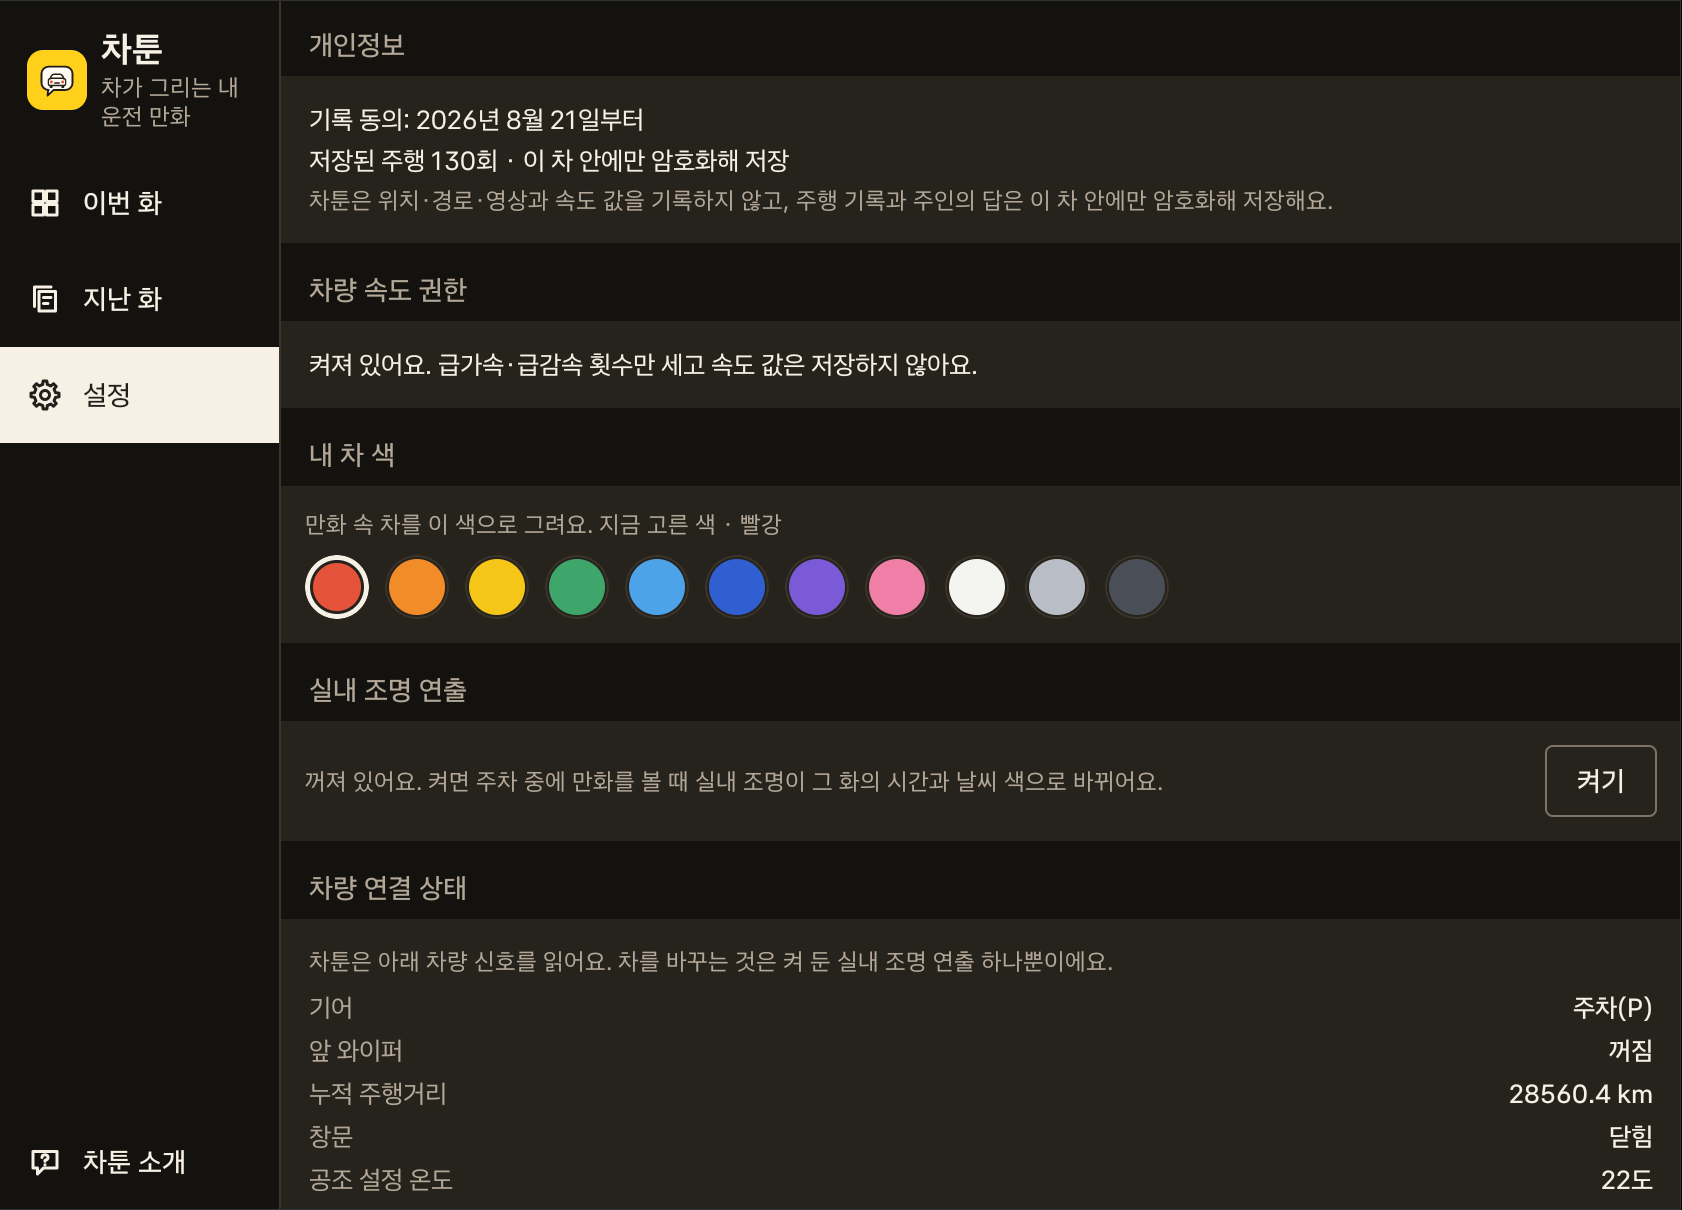 차툰
차가 그리는 내
운전 만화
이번 화
지난 화
설정
차툰 소개
개인정보
기록 동의: 2026년 8월 21일부터
저장된 주행 130회 · 이 차 안에만 암호화해 저장
차툰은 위치·경로·영상과 속도 값을 기록하지 않고, 주행 기록과 주인의 답은 이 차 안에만 암호화해 저장해요.
차량 속도 권한
켜져 있어요. 급가속·급감속 횟수만 세고 속도 값은 저장하지 않아요.
내 차 색
만화 속 차를 이 색으로 그려요. 지금 고른 색 · 빨강
실내 조명 연출
꺼져 있어요. 켜면 주차 중에 만화를 볼 때 실내 조명이 그 화의 시간과 날씨 색으로 바뀌어요.
켜기
차량 연결 상태
차툰은 아래 차량 신호를 읽어요. 차를 바꾸는 것은 켜 둔 실내 조명 연출 하나뿐이에요.
기어 주차(P)
앞 와이퍼 꺼짐
누적 주행거리 28560.4 km
창문 닫힘
공조 설정 온도 22도